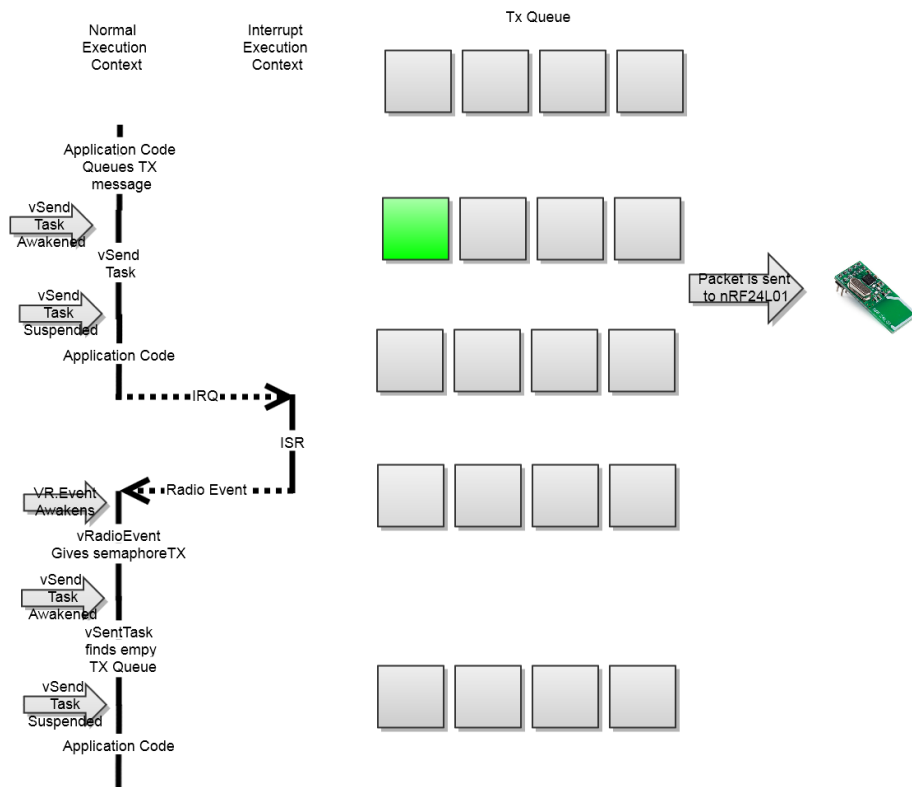 Tx Queue
Normal
Execution
Context
Interrupt
Execution
Context
Application Code
Queues TX
message
vSend
Task
Awakened
vSend
Task
Packet is sent
to nRF24L01
vSend
Task
Suspended
Application Code
IRQ
ISR
Radio Event
VR.Event
Awakens
vRadioEvent
Gives semaphoreTX
vSend
Task
Awakened
vSentTask
finds empy
TX Queue
vSend
Task
Suspended
Application Code